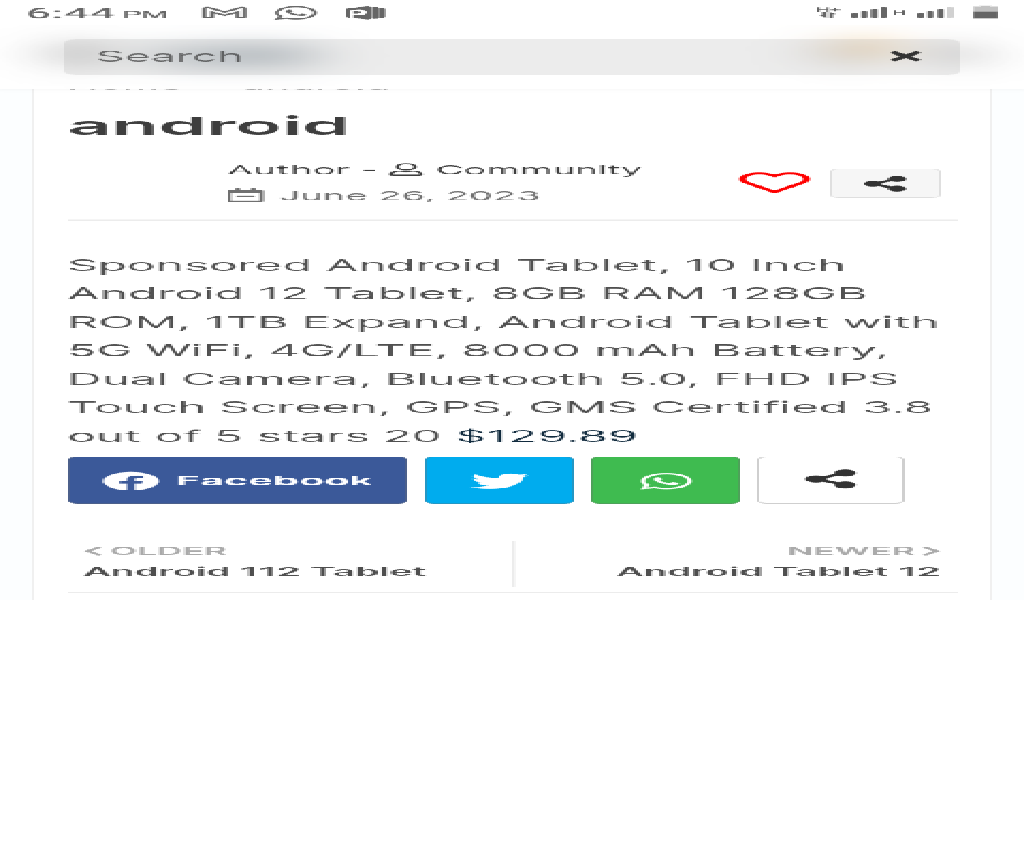 6:44 PM
Search
android
Author - Community
June 26, 2023
Sponsored Android Tablet, 10 Inch
Android 12 Tablet, 8GB RAM 128GB
ROM, 1TB Expand, Android Tablet with
5G WiFi, 4G/LTE, 8000 mAh Battery,
Dual Camera, Bluetooth 5.0, FHD IPS
Touch Screen, GPS, GMS Certified 3.8
out of 5 stars 20 $129.89
Facebook
< OLDER
Android 112 Tablet
NEWER >
Android Tablet 12